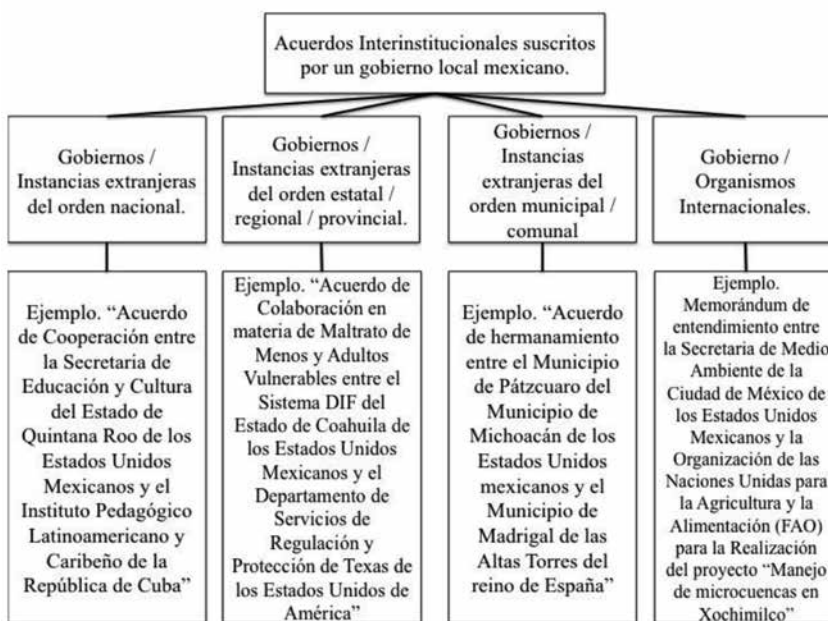 Acuerdos Interinstitucionales suscritos
por un gobierno local mexicano.
Gobiernos /
Instancias extranjeras
del orden nacional.
Gobiernos /
Instancias extranjeras
del orden estatal /
regional / provincial.
Gobiernos /
Instancias
extranjeras del
orden municipal /
comunal
Gobierno /
Organismos
Internacionales.
Ejemplo. “Acuerdo
de Cooperación entre
la Secretaria de
Educación y Cultura
del Estado de
Quintana Roo de los
Estados Unidos
Mexicanos y el
Instituto Pedagógico
Latinoamericano y
Caribeño de la
República de Cuba”
Ejemplo. “Acuerdo de
Colaboración en
materia de Maltrato de
Menos y Adultos
Vulnerables entre el
Sistema DIF del
Estado de Coahuila de
los Estados Unidos
Mexicanos y el
Departamento de
Servicios de
Regulación y
Protección de Texas de
los Estados Unidos de
América”
Ejemplo. “Acuerdo
de hermanamiento
entre el Municipio
de Pátzcuaro del
Municipio de
Michoacán de los
Estados Unidos
mexicanos y el
Municipio de
Madrigal de las
Altas Torres del
reino de España”
Ejemplo.
Memorándum de
entendimiento entre
la Secretaria de Medio
Ambiente de la
Ciudad de México de
los Estados Unidos
Mexicanos y la
Organización de las
Naciones Unidas para
la Agricultura y la
Alimentación (FAO)
para la Realización
del proyecto “Manejo
de microcuencas en
Xochimilco”